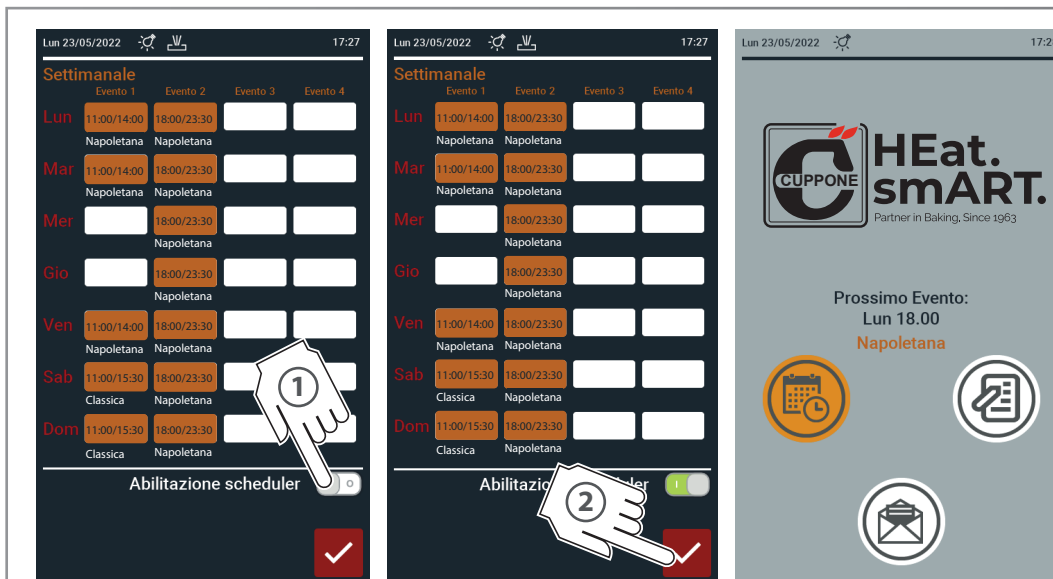 Lun 23/05/2022 17:27
Settimanale
Evento 1 Evento 2 Evento 3 Evento 4
Lun 11:00/14:00 18:00/23:30
Napoletana Napoletana
Mar 11:00/14:00 18:00/23:30
Napoletana Napoletana
Mer 18:00/23:30
Napoletana
Gio 18:00/23:30
Napoletana
Ven 11:00/14:00 18:00/23:30
Napoletana Napoletana
Sab 11:00/15:30 18:00/23:30
Classica Napoletana
Dom 11:00/15:30 18:00/23:30
Classica Napoletana
Abilitazione scheduler
1
Lun 23/05/2022 17:27
Settimanale
Evento 1 Evento 2 Evento 3 Evento 4
Lun 11:00/14:00 18:00/23:30
Napoletana Napoletana
Mar 11:00/14:00 18:00/23:30
Napoletana Napoletana
Mer 18:00/23:30
Napoletana
Gio 18:00/23:30
Napoletana
Ven 11:00/14:00 18:00/23:30
Napoletana Napoletana
Sab 11:00/15:30 18:00/23:30
Classica Napoletana
Dom 11:00/15:30 18:00/23:30
Classica Napoletana
2
Lun 23/05/2022
CUPPONE
HEat.
smART.
Partner in Baking, Since 1963
Prossimo Evento:
Lun 18.00
Napoletana